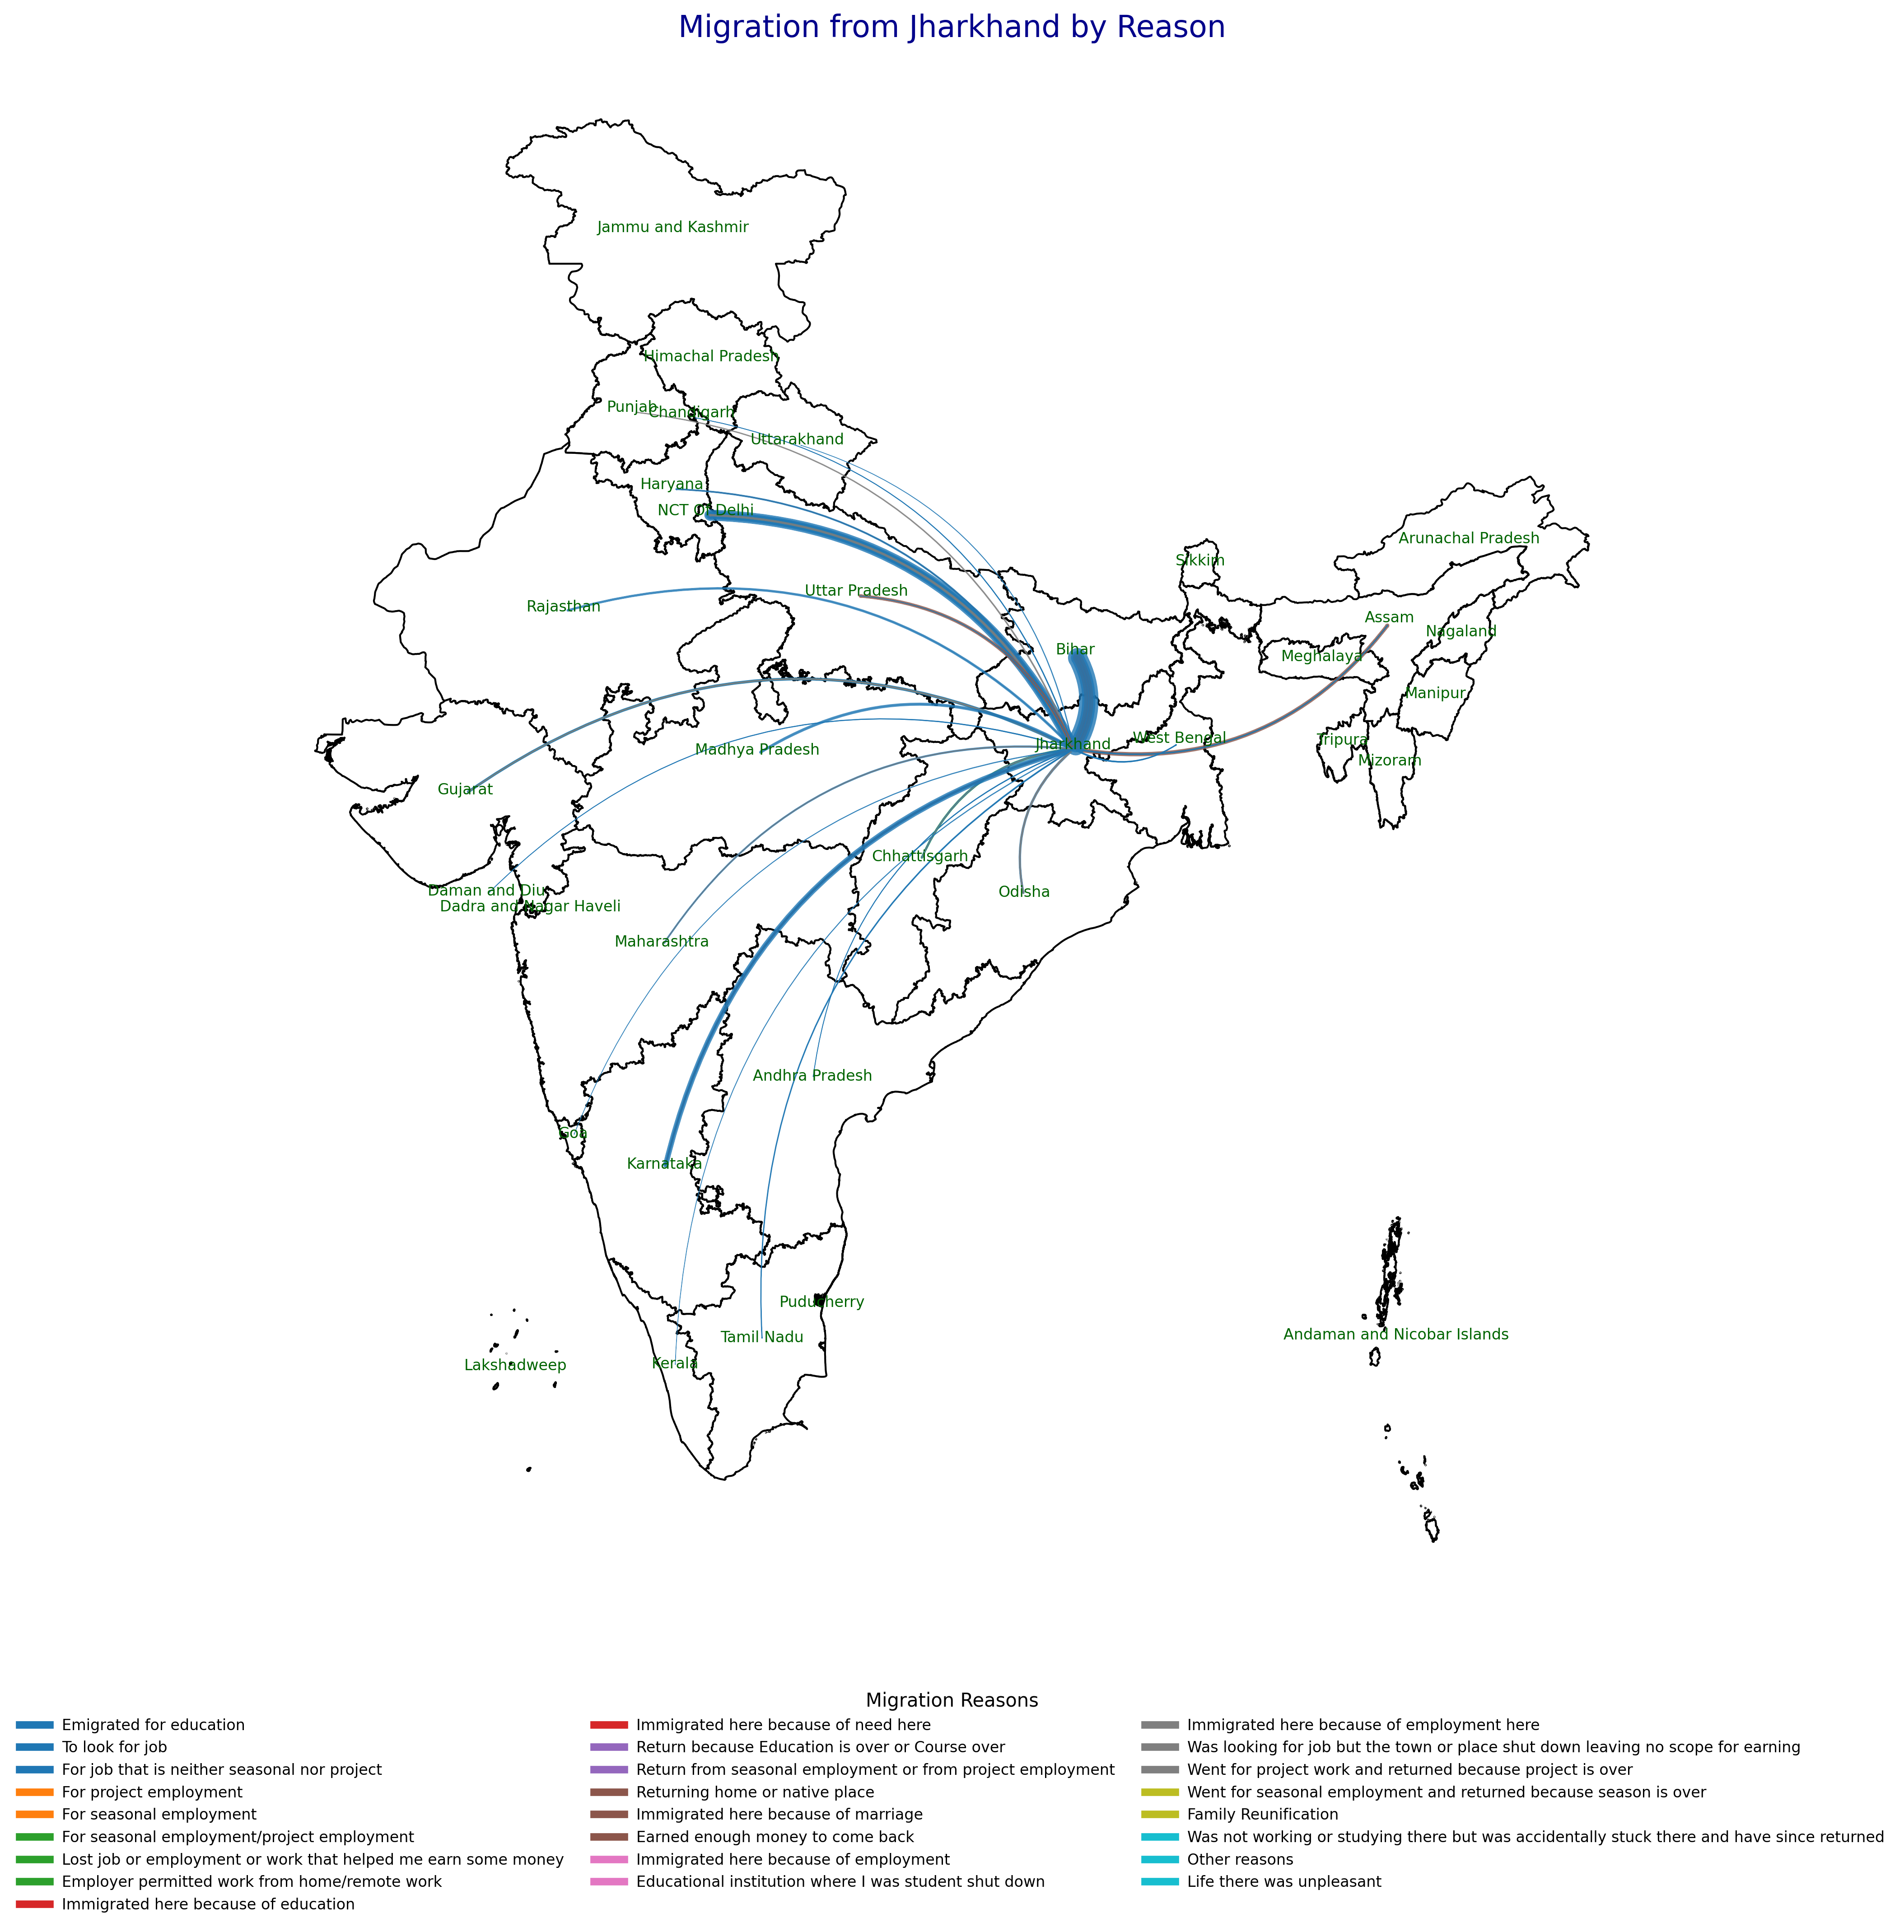 Migration from Jharkhand by Reason
Jammu and Kashmir
Himachal Pradesh
Punjab
Chandigarh
Uttarakhand
Haryana
NCT Of Delhi
Arunachal Pradesh
Sikkim
Uttar Pradesh
Rajasthan
Assam
Nagaland
Bihar
Meghalaya
Manipur
West Bengal
Tripura
Jharkhand
Madhya Pradesh
Mizoram
Gujarat
Chhattisgarh
Daman and Diu
Odisha
Dadra and Nagar Haveli
Maharashtra
Andhra Pradesh
Goa
Karnataka
Puducherry
Andaman and Nicobar Islands
Tamil Nadu
Kerala
Lakshadweep
Migration Reasons
Emigrated for education
To look for job
For job that is neither seasonal nor project
For project employment
For seasonal employment
For seasonal employment/project employment
Lost job or employment or work that helped me earn some money
Employer permitted work from home/remote work
Immigrated here because of education
Immigrated here because of need here
Return because Education is over or Course over
Return from seasonal employment or from project employment
Returning home or native place
Immigrated here because of marriage
Earned enough money to come back
Immigrated here because of employment
Educational institution where I was student shut down
Immigrated here because of employment here
Was looking for job but the town or place shut down leaving no scope for earning
Went for project work and returned because project is over
Went for seasonal employment and returned because season is over
Family Reunification
Was not working or studying there but was accidentally stuck there and have since returned
Other reasons
Life there was unpleasant